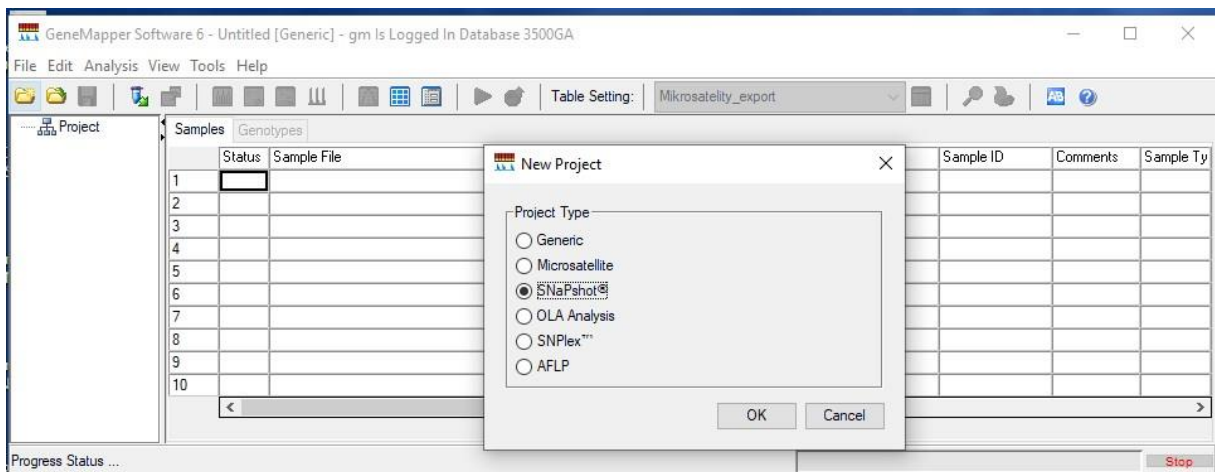 GeneMapper Software 6 - Untitled [Generic] - gm Is Logged In Database 3500GA
File Edit Analysis View Tools Help
Table Setting: Mikrosatelity_export
Project
Samples Genotypes
Status Sample File Sample ID Comments Sample Ty
1
2
3
4
5
6
7
8
9
10
New Project
Project Type
Generic
Microsatellite
SNaPshot®
OLA Analysis
SNPlex™
AFLP
OK Cancel
Progress Status ... Stop